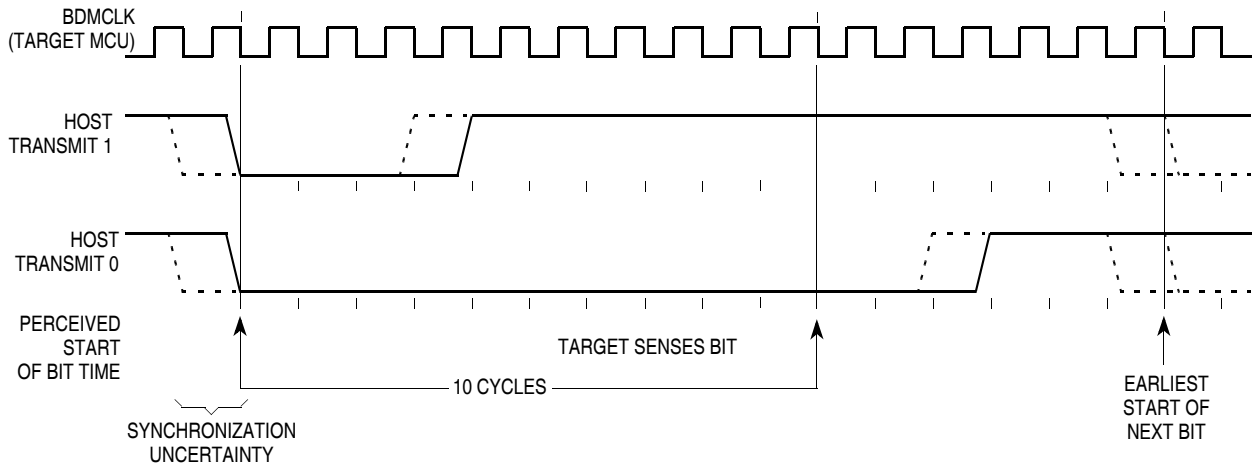 BDMCLK
(TARGET MCU)
HOST
TRANSMIT 1
HOST
TRANSMIT 0
PERCEIVED
START
OF BIT TIME
TARGET SENSES BIT
10 CYCLES
EARLIEST
START OF
NEXT BIT
SYNCHRONIZATION
UNCERTAINTY